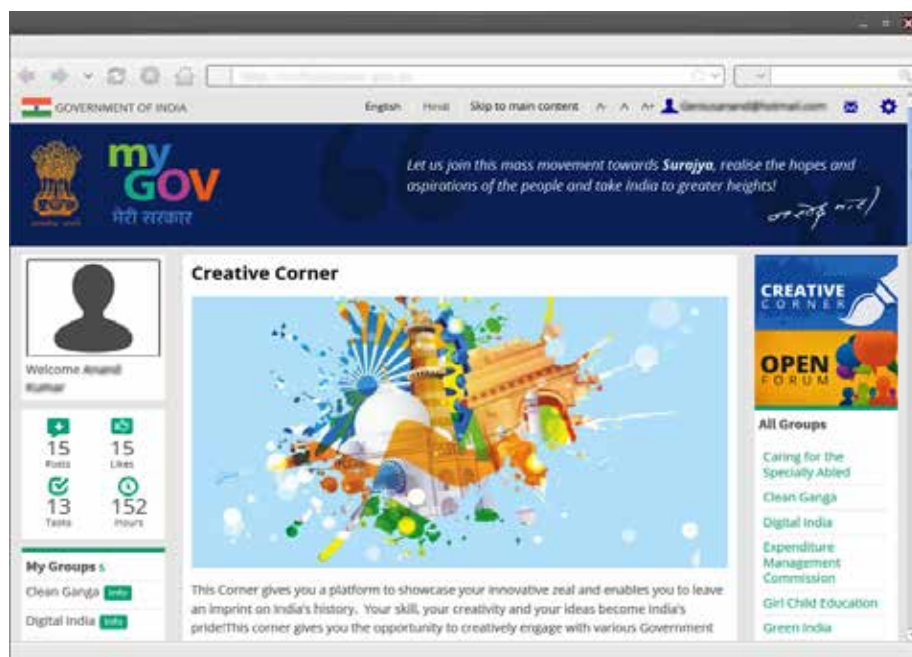 GOVERNMENT OF INDIA
English Hindi Skip to main content A- A A+
my
GOV
मेरी सरकार
Let us join this mass movement towards Surajya, realise the hopes and
aspirations of the people and take India to greater heights!
Welcome
15 Posts
15 Likes
13 Tasks
152 Hours
My Groups 5
Clean Ganga Info
Digital India Info
Creative Corner
This Corner gives you a platform to showcase your innovative zeal and enables you to leave
an imprint on India's history. Your skill, your creativity and your ideas become India's
pride!This corner gives you the opportunity to creatively engage with various Government
CREATIVE
CORNER
OPEN
FORUM
All Groups
Caring for the
Specially Abled
Clean Ganga
Digital India
Expenditure
Management
Commission
Girl Child Education
Green India